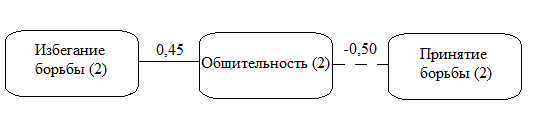 Избегание
борьбы (2)
0,45
Общительность (2)
-0,50
Принятие
борьбы (2)